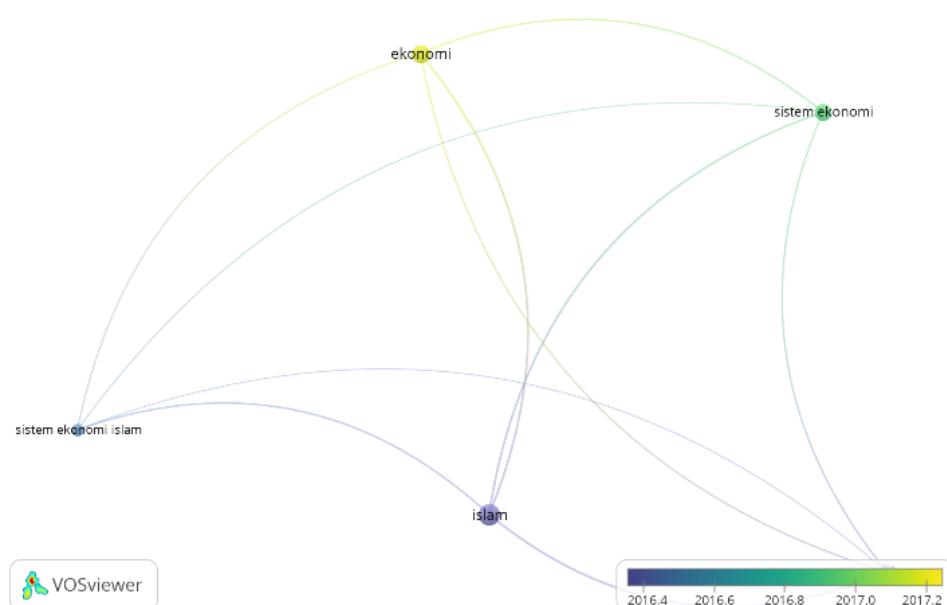 ekonomi
sistem ekonomi
sistem ekonomi islam
islam
VOSviewer
2016.4 2016.6 2016.8 2017.0 2017.2